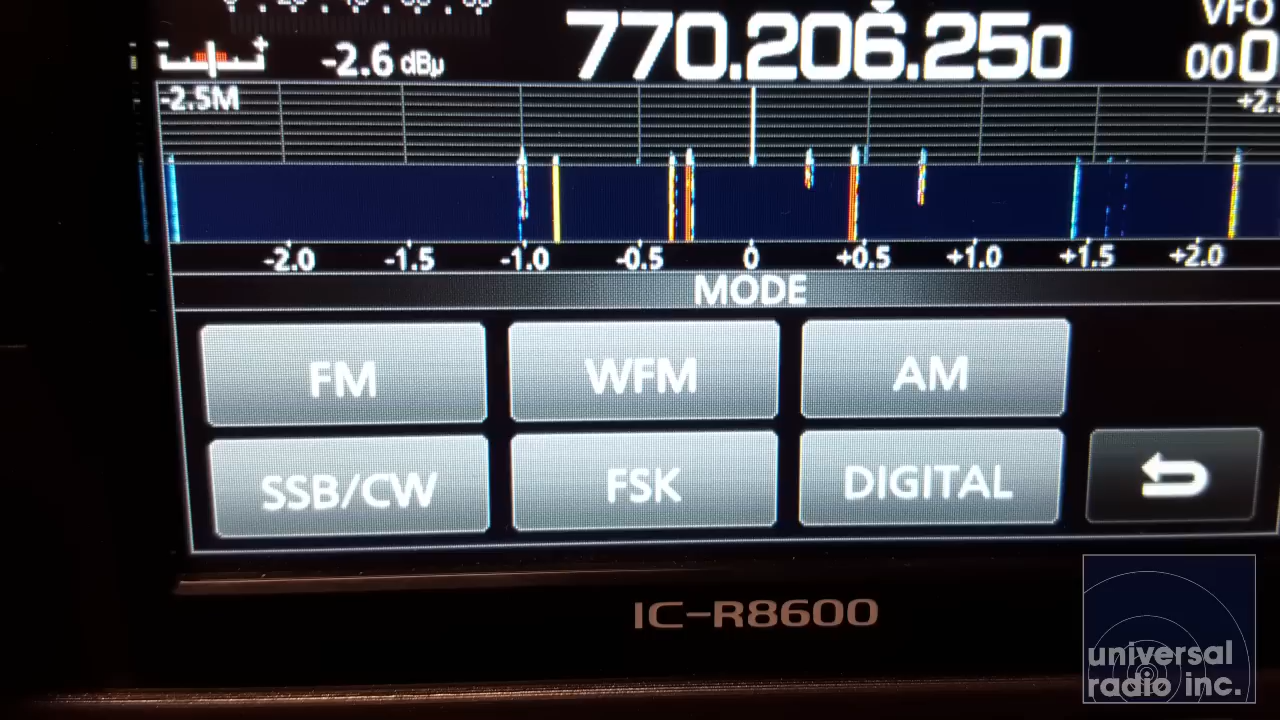 VFO
770.206.250
-2.6 dBμ
00
-2.5M
-2.0 -1.5 -1.0 -0.5 0 +0.5 +1.0 +1.5 +2.0
MODE
FM WFM AM
SSB/CW FSK DIGITAL
IC-R8600
universal
radio inc.